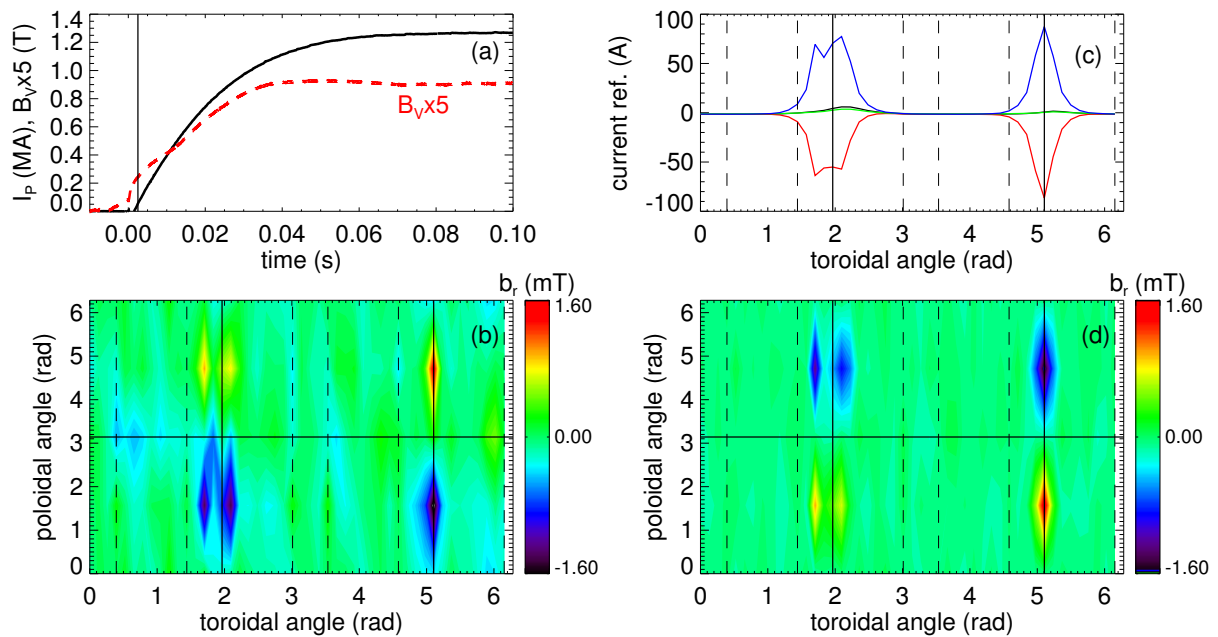 I_P (MA), B_V x5 (T)
1.4
1.2
1.0
0.8
0.6
0.4
0.2
0.0
(a)
B_V x5
0.00 0.02 0.04 0.06 0.08 0.10
time (s)
current ref. (A)
100
50
0
-50
-100
(c)
0 1 2 3 4 5 6
toroidal angle (rad)
b_r (mT)
poloidal angle (rad)
6
5
4
3
2
1
0
(b)
1.60
0.00
-1.60
0 1 2 3 4 5 6
toroidal angle (rad)
b_r (mT)
poloidal angle (rad)
6
5
4
3
2
1
0
(d)
1.60
0.00
-1.60
0 1 2 3 4 5 6
toroidal angle (rad)